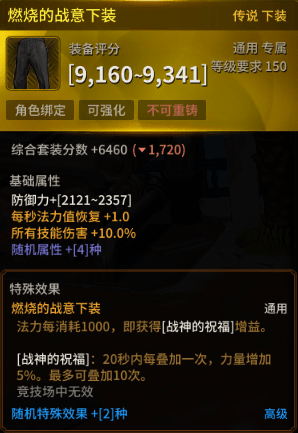 燃烧的战意下装 传说 下装
装备评分 通用 专属
[9,160~9,341] 等级要求 150
角色绑定 可强化 不可重铸
综合套装分数 +6460 (▼1,720)
基础属性
防御力+[2121~2357]
每秒法力值恢复 +1.0
所有技能伤害 +10.0%
随机属性 +[4]种
特殊效果
燃烧的战意下装 通用
法力每消耗1000，即获得[战神的祝福]增益。
[战神的祝福]：20秒内每叠加一次，力量增加
5%。最多可叠加10次。
竞技场中无效
随机特殊效果 +[2]种 高级